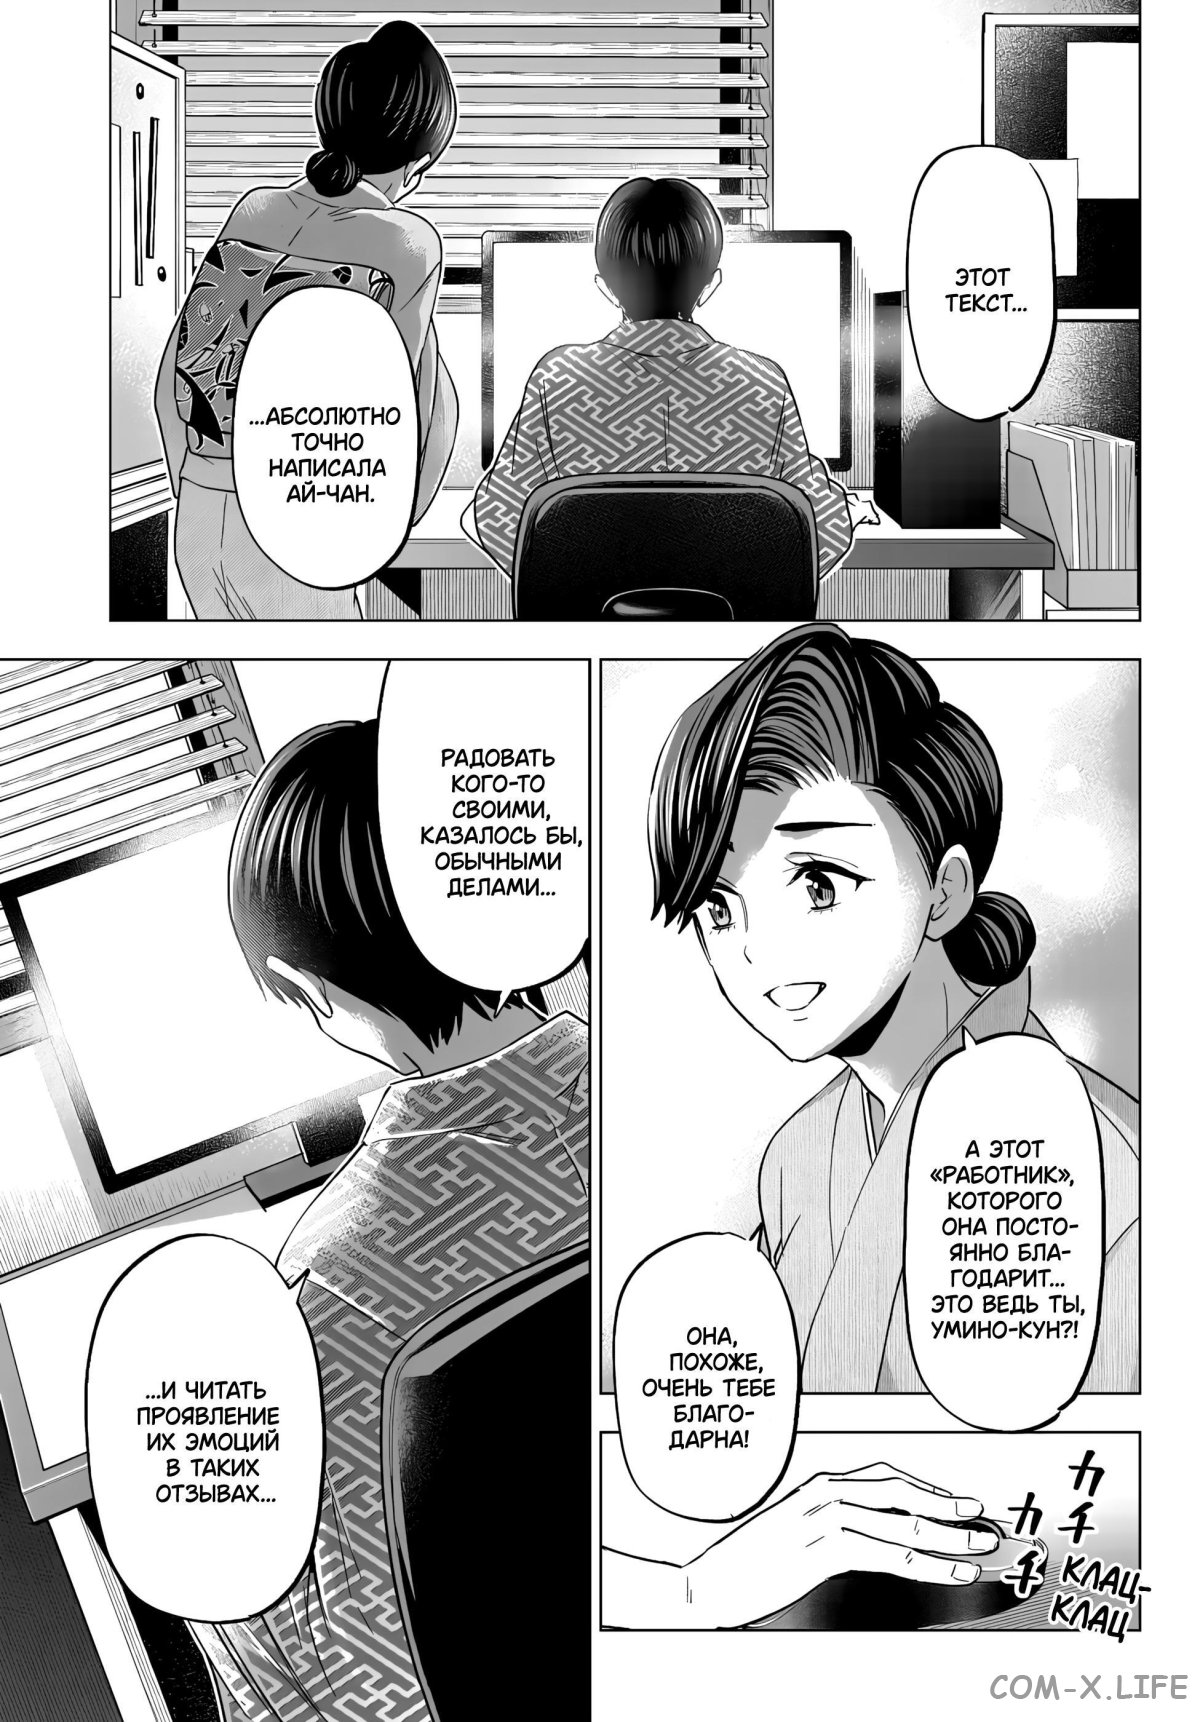 ЭТОТ
ТЕКСТ...
...АБСОЛЮТНО
ТОЧНО
НАПИСАЛА
АЙ-ЧАН.
А ЭТОТ
«РАБОТНИК»,
КОТОРОГО
ОНА ПОСТО-
ЯННО БЛА-
ГОДАРИТ...
ЭТО ВЕДЬ ТЫ,
УМИНО-КУН?!
ОНА,
ПОХОЖЕ,
ОЧЕНЬ ТЕБЕ
БЛАГО-
ДАРНА!
カチ
カチ
КЛАЦ-
КЛАЦ
РАДОВАТЬ
КОГО-ТО
СВОИМИ,
КАЗАЛОСЬ БЫ,
ОБЫЧНЫМИ
ДЕЛАМИ...
...И ЧИТАТЬ
ПРОЯВЛЕНИЕ
ИХ ЭМОЦИЙ
В ТАКИХ
ОТЗЫВАХ...
COM-X.LIFE